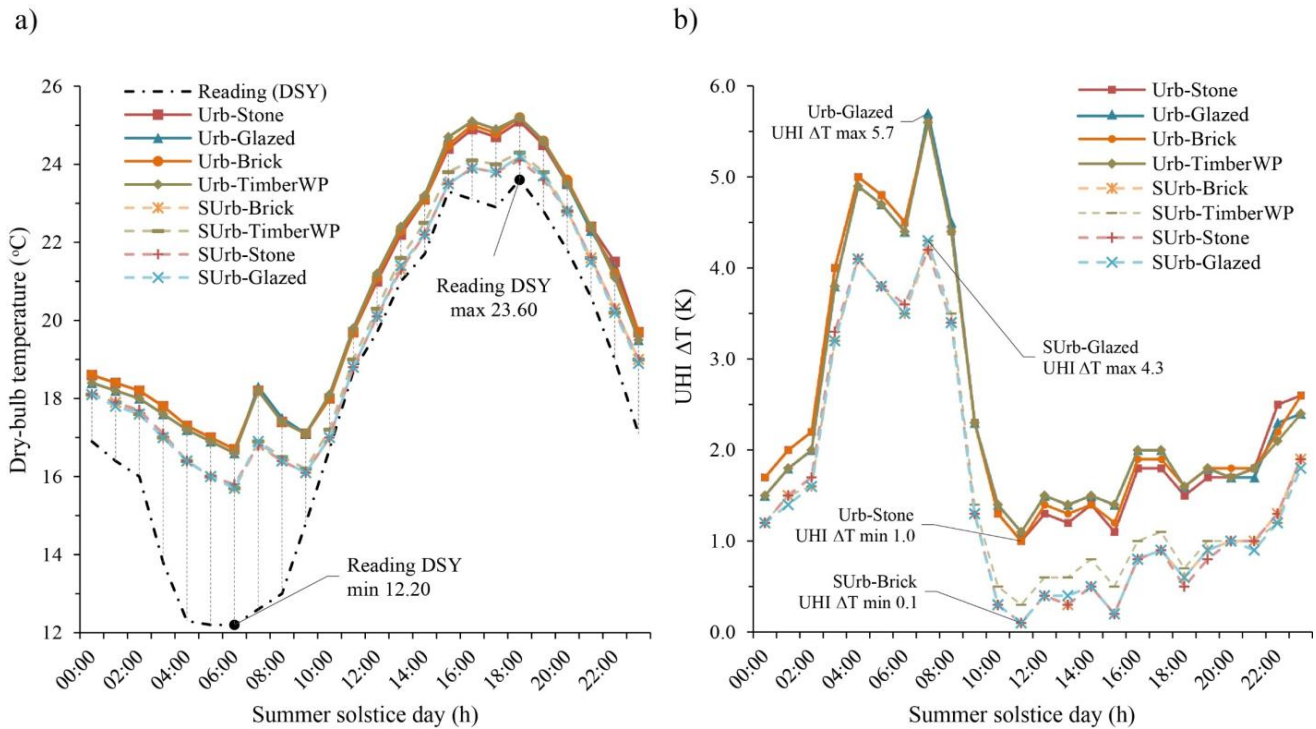 a)
Dry-bulb temperature (°C)
26
24
22
20
18
16
14
12
Reading (DSY)
Urb-Stone
Urb-Glazed
Urb-Brick
Urb-TimberWP
SUrb-Brick
SUrb-TimberWP
SUrb-Stone
SUrb-Glazed
Reading DSY
max 23.60
Reading DSY
min 12.20
00:00
02:00
04:00
06:00
08:00
10:00
12:00
14:00
16:00
18:00
20:00
22:00
Summer solstice day (h)
b)
UHI ΔT (K)
6.0
5.0
4.0
3.0
2.0
1.0
0.0
Urb-Glazed
UHI ΔT max 5.7
Urb-Stone
Urb-Glazed
Urb-Brick
Urb-TimberWP
SUrb-Brick
SUrb-TimberWP
SUrb-Stone
SUrb-Glazed
SUrb-Glazed
UHI ΔT max 4.3
Urb-Stone
UHI ΔT min 1.0
SUrb-Brick
UHI ΔT min 0.1
00:00
02:00
04:00
06:00
08:00
10:00
12:00
14:00
16:00
18:00
20:00
22:00
Summer solstice day (h)